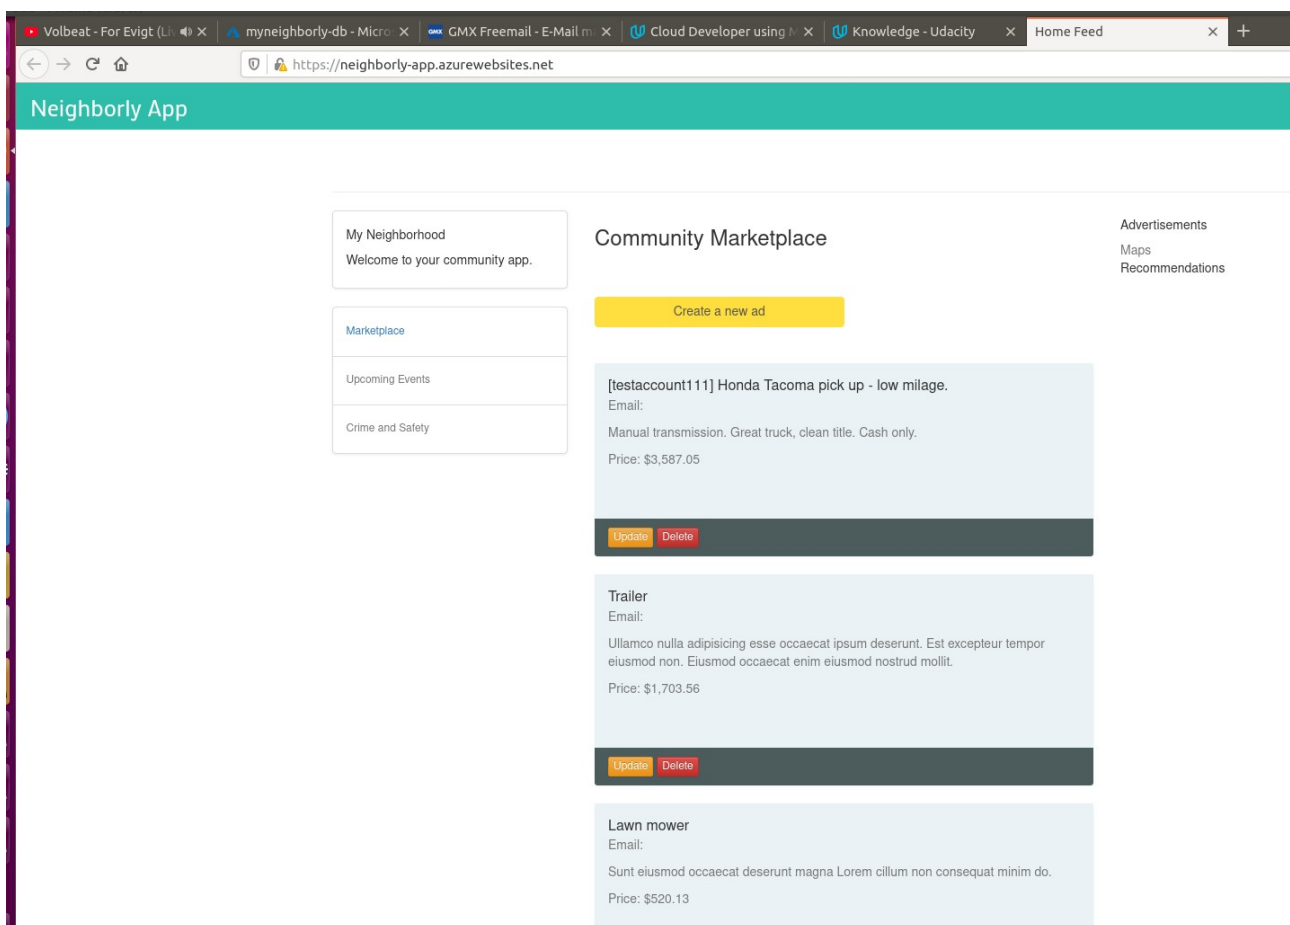 Volbeat - For Evigt (Li
myneighborly-db - Micro
GMX
GMX Freemail - E-Mail m
Cloud Developer using M
Knowledge - Udacity
Home Feed
https://neighborly-app.azurewebsites.net
Neighborly App
My Neighborhood
Welcome to your community app.
Marketplace
Upcoming Events
Crime and Safety
Community Marketplace
Create a new ad
[testaccount111] Honda Tacoma pick up - low milage.
Email:
Manual transmission. Great truck, clean title. Cash only.
Price: $3,587.05
Update Delete
Trailer
Email:
Ullamco nulla adipisicing esse occaecat ipsum deserunt. Est excepteur tempor
eiusmod non. Eiusmod occaecat enim eiusmod nostrud mollit.
Price: $1,703.56
Update Delete
Lawn mower
Email:
Sunt eiusmod occaecat deserunt magna Lorem cillum non consequat minim do.
Price: $520.13
Advertisements
Maps
Recommendations